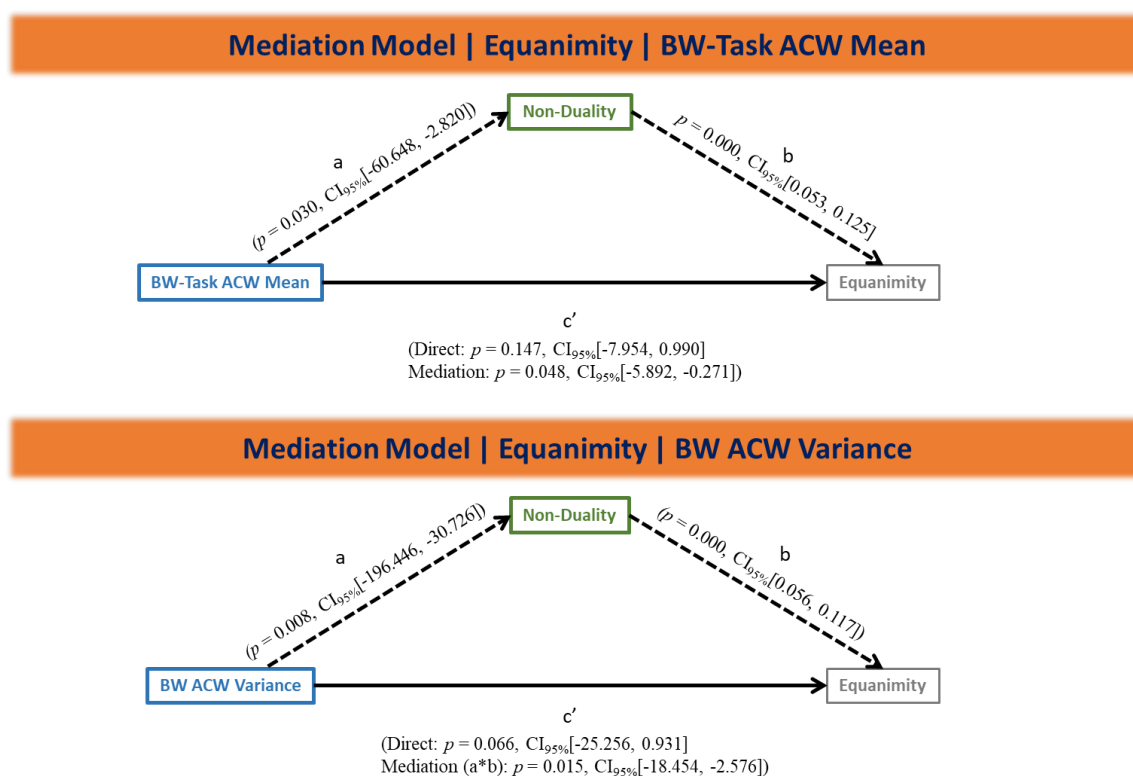 Mediation Model | Equanimity | BW-Task ACW Mean
Non-Duality
a
(p = 0.030, CI95%[-60.648, -2.820])
p = 0.000, CI95%[0.053, 0.125]
b
BW-Task ACW Mean
Equanimity
c’
(Direct: p = 0.147, CI95%[-7.954, 0.990]
Mediation: p = 0.048, CI95%[-5.892, -0.271])
Mediation Model | Equanimity | BW ACW Variance
Non-Duality
a
(p = 0.008, CI95%[-196.446, -30.726])
(p = 0.000, CI95%[0.056, 0.117])
b
BW ACW Variance
Equanimity
c’
(Direct: p = 0.066, CI95%[-25.256, 0.931]
Mediation (a*b): p = 0.015, CI95%[-18.454, -2.576])